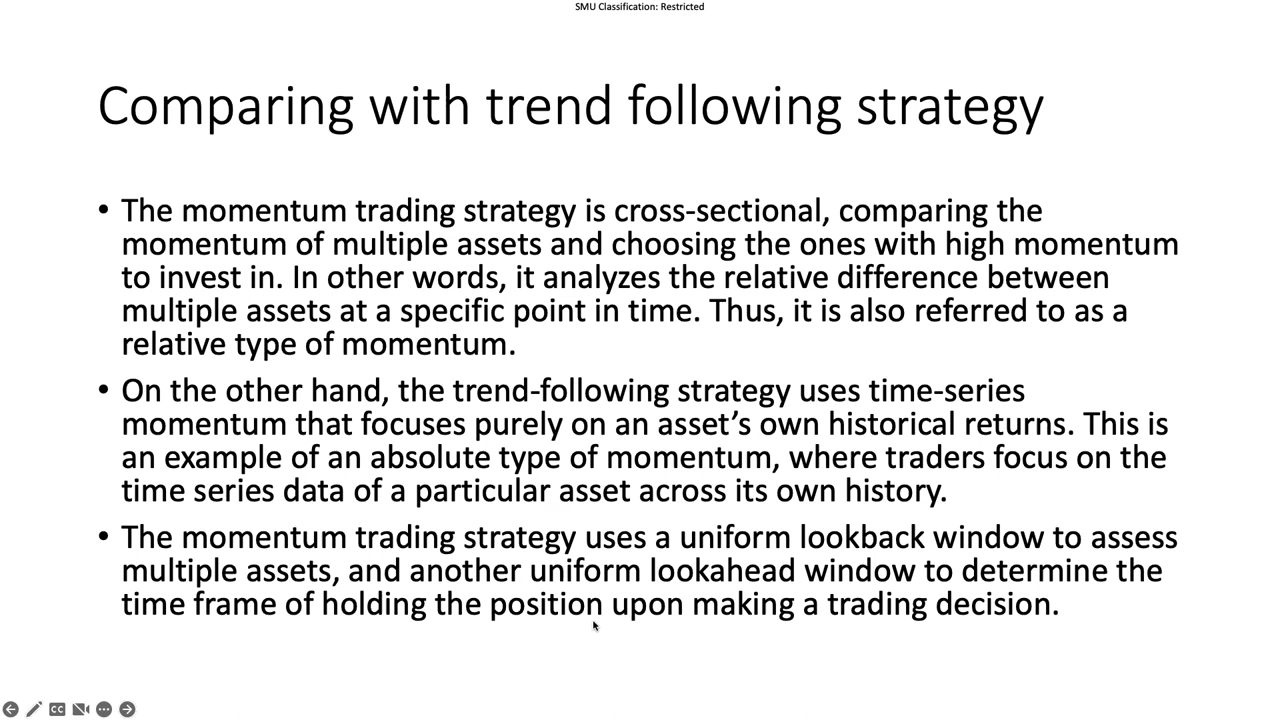 SMU Classification: Restricted
Comparing with trend following strategy
• The momentum trading strategy is cross-sectional, comparing the
momentum of multiple assets and choosing the ones with high momentum
to invest in. In other words, it analyzes the relative difference between
multiple assets at a specific point in time. Thus, it is also referred to as a
relative type of momentum.
• On the other hand, the trend-following strategy uses time-series
momentum that focuses purely on an asset’s own historical returns. This is
an example of an absolute type of momentum, where traders focus on the
time series data of a particular asset across its own history.
• The momentum trading strategy uses a uniform lookback window to assess
multiple assets, and another uniform lookahead window to determine the
time frame of holding the position upon making a trading decision.
CC